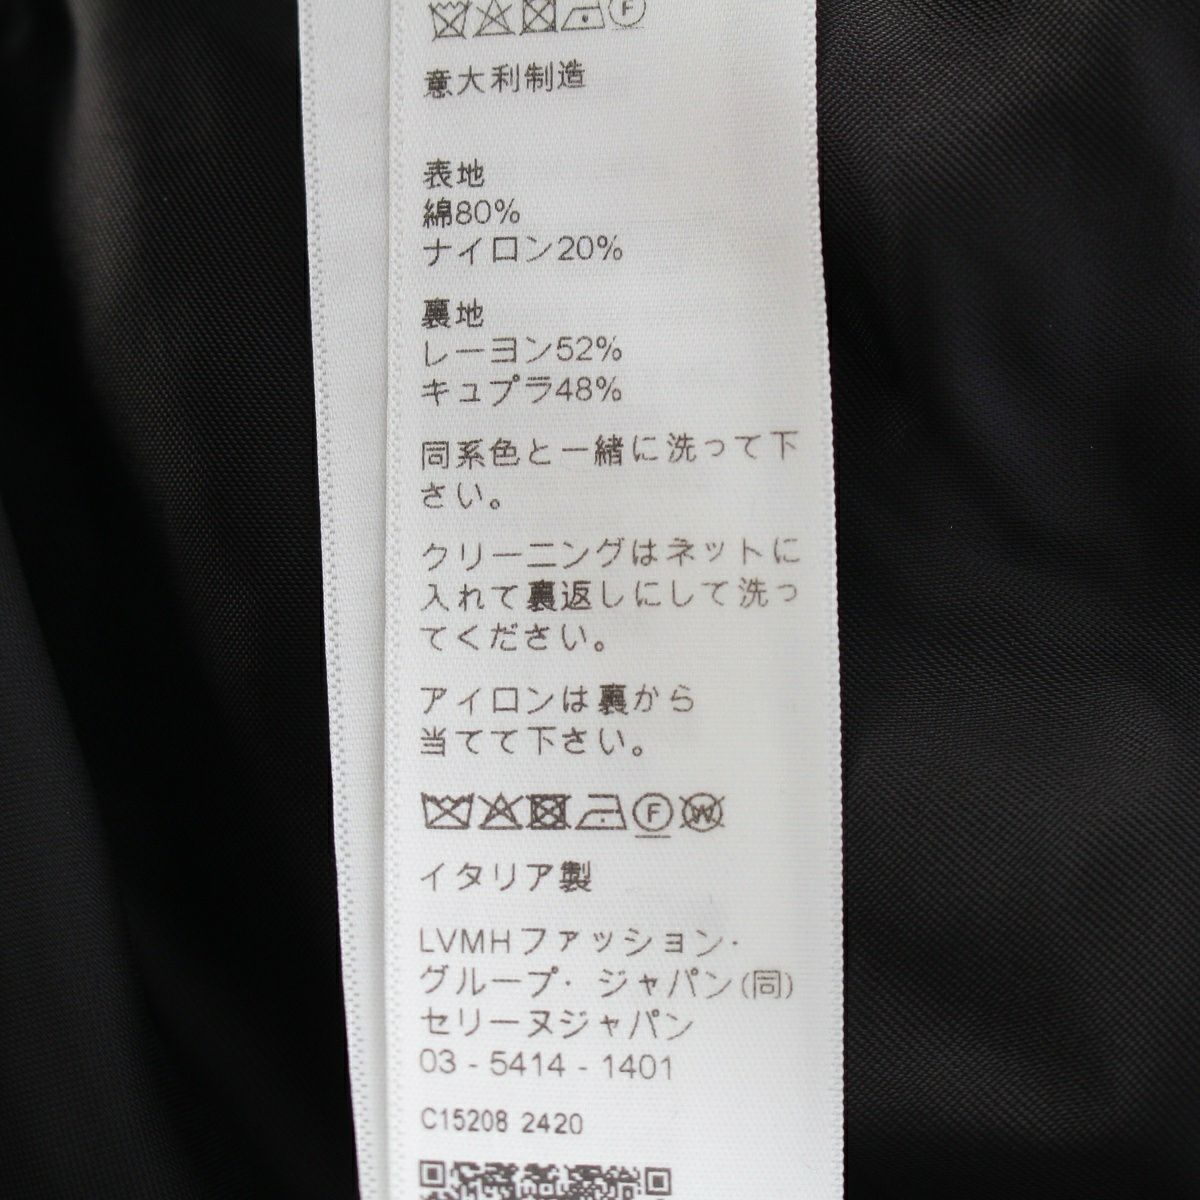 意大利制造
表地
綿80%
ナイロン20%
裏地
レーヨン52%
キュプラ48%
同系色と一緒に洗って下
さい。
クリーニングはネットに
入れて裏返しにして洗っ
てください。
アイロンは裏から
当てて下さい。
F W
イタリア製
LVMHファッション·
グループ· ジャパン(同)
セリーヌジャパン
03 - 5414 - 1401
C15208 2420